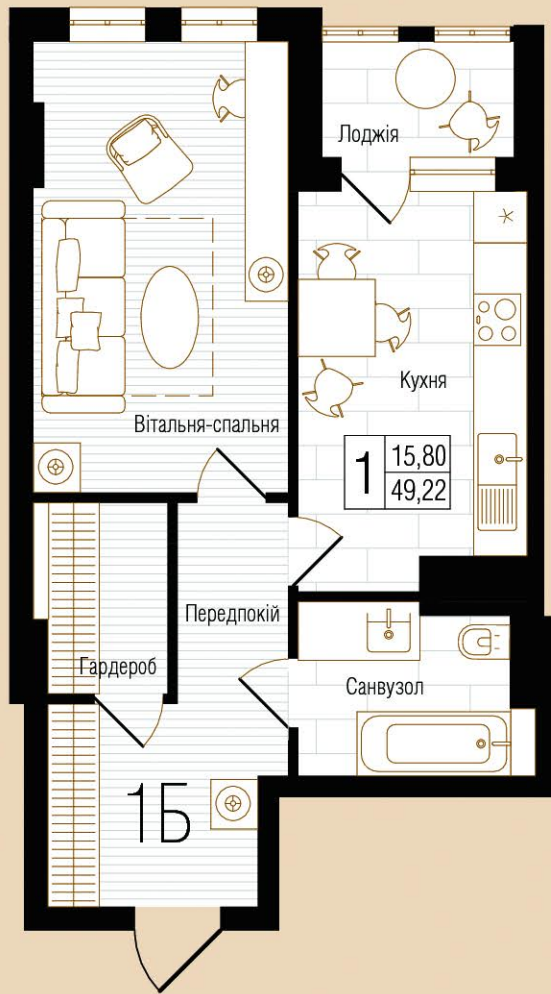 Лоджія
Кухня
Вітальня-спальня
1
15,80
49,22
Передпокій
Гардероб
Санвузол
1Б